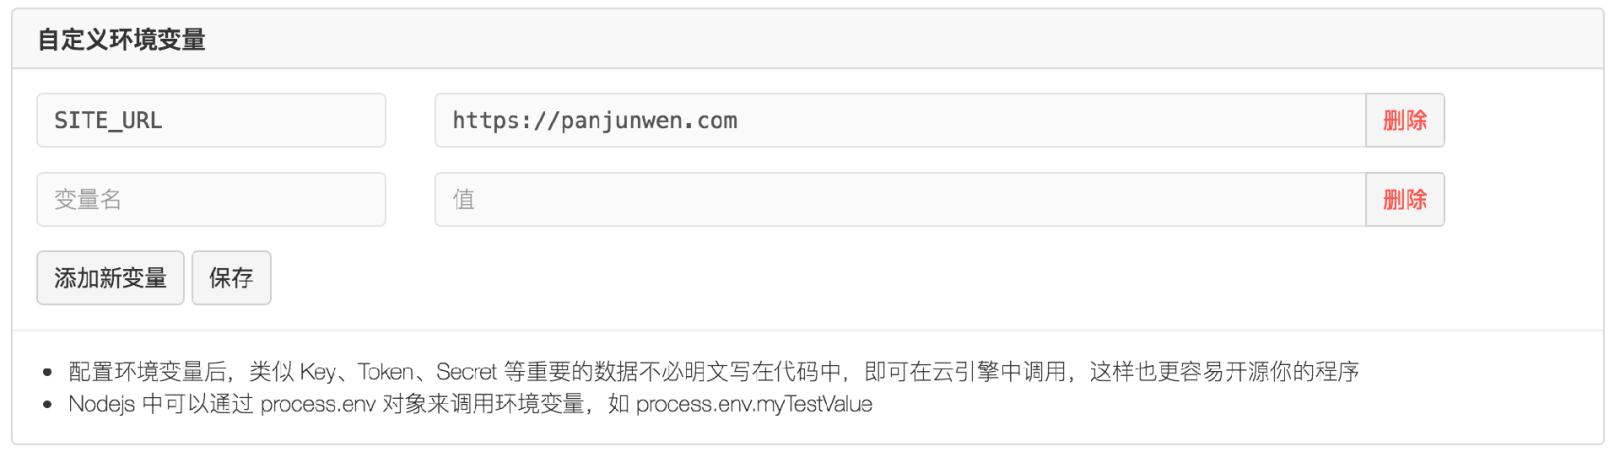 自定义环境变量
SITE_URL https://panjunwen.com 删除
变量名 值 删除
添加新变量 保存
配置环境变量后，类似 Key、Token、Secret 等重要的数据不必明文写在代码中，即可在云引擎中调用，这样也更容易开源你的程序
Nodejs 中可以通过 process.env 对象来调用环境变量，如 process.env.myTestValue